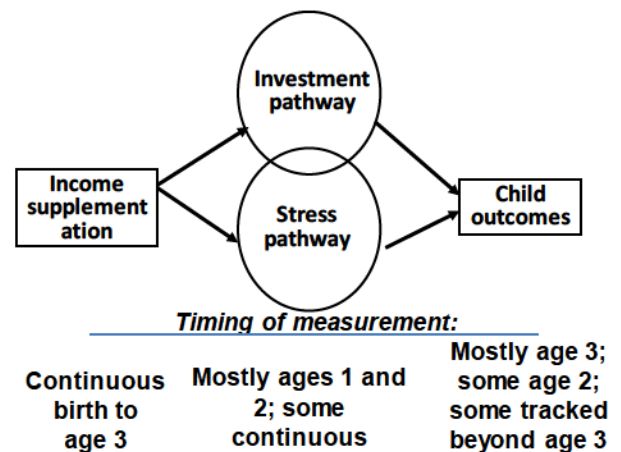 Investment
pathway
Income
supplement
ation
Stress
pathway
Child
outcomes
Timing of measurement:
Continuous
birth to
age 3
Mostly ages 1 and
2; some
continuous
Mostly age 3;
some age 2;
some tracked
beyond age 3